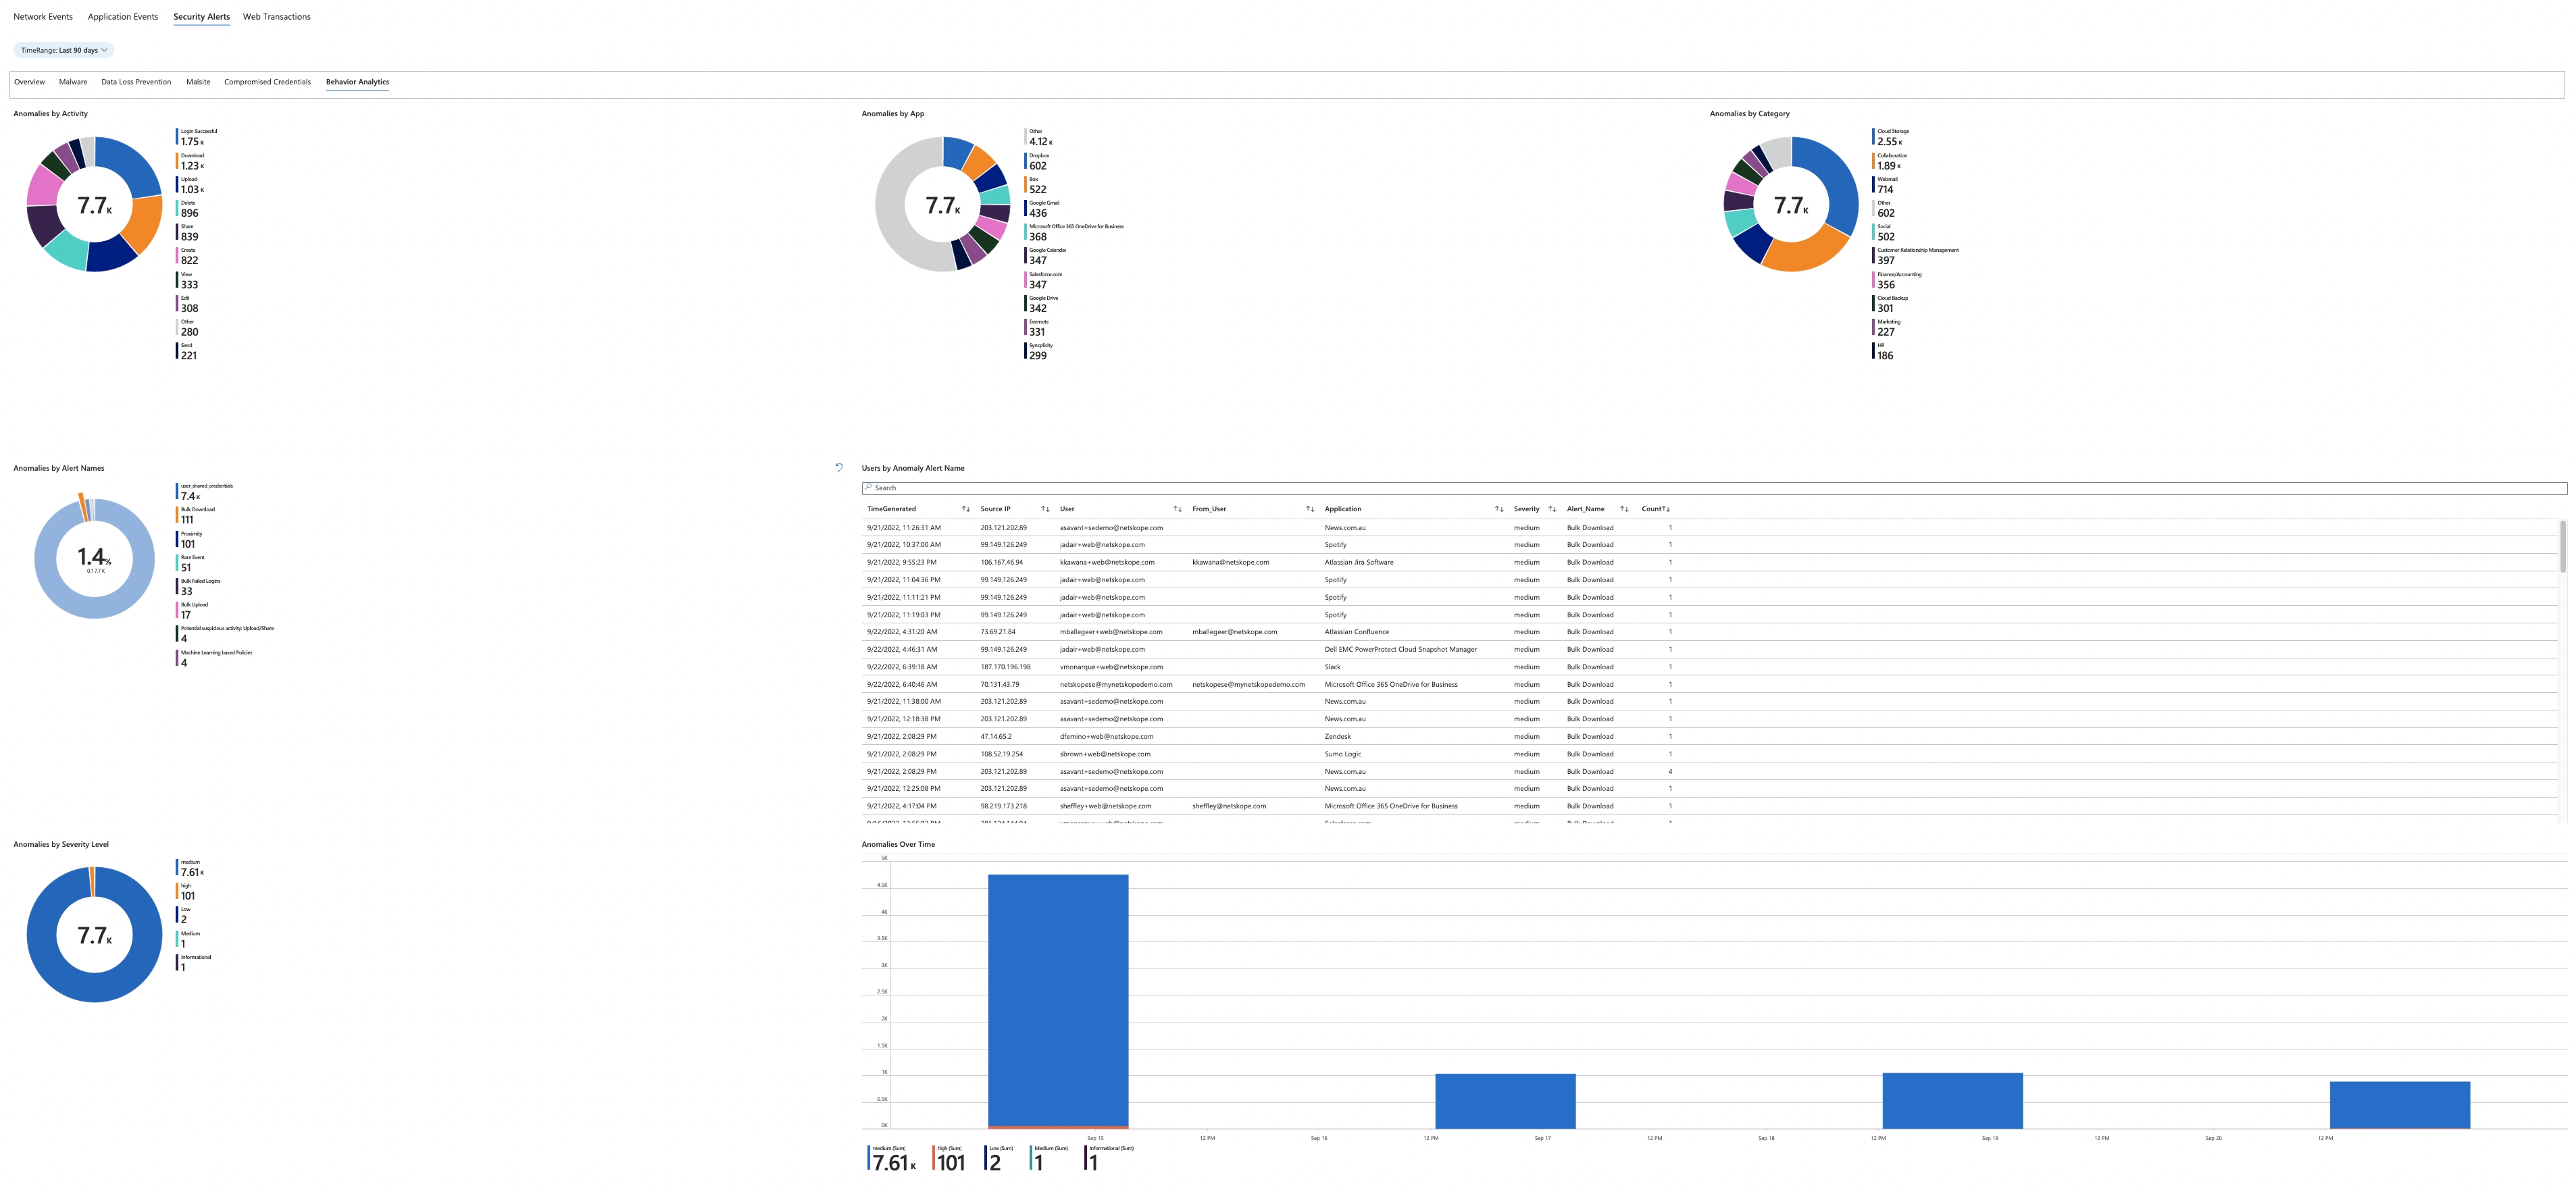 Network Events Application Events Security Alerts Web Transactions
TimeRange: Last 90 days
Overview Malware Data Loss Prevention Malsite Compromised Credentials Behavior Analytics
Anomalies by Activity
7.7K
Login Successful
1.75 K
Download
1.23 K
Upload
1.03 K
Delete
896
Share
839
Create
822
View
333
Edit
308
Other
280
Send
221
Anomalies by App
7.7K
Other
4.12 K
Dropbox
602
Box
522
Google Gmail
436
Microsoft Office 365 OneDrive for Business
368
Google Calendar
347
Salesforce.com
347
Google Drive
342
Evernote
331
Syncplicity
299
Anomalies by Category
7.7K
Cloud Storage
2.55 K
Collaboration
1.89 K
Webmail
714
Other
602
Social
502
Customer Relationship Management
397
Finance/Accounting
356
Cloud Backup
301
Marketing
227
HR
186
Anomalies by Alert Names
1.4%
0.1 7.7 K
user_shared_credentials
7.4 K
Bulk Download
111
Proximity
101
Rare Event
51
Bulk Failed Logins
33
Bulk Upload
17
Potential suspicious activity: Upload/Share
4
Machine Learning based Policies
4
Users by Anomaly Alert Name
Search
TimeGenerated Source IP User From_User Application Severity Alert_Name Count
9/21/2022, 11:26:31 AM 203.121.202.89 asavant+sedemo@netskope.com News.com.au medium Bulk Download 1
9/21/2022, 10:37:00 AM 99.149.126.249 jadair+web@netskope.com Spotify medium Bulk Download 1
9/21/2022, 9:55:23 PM 106.167.46.94 kkawana+web@netskope.com kkawana@netskope.com Atlassian Jira Software medium Bulk Download 1
9/21/2022, 11:04:36 PM 99.149.126.249 jadair+web@netskope.com Spotify medium Bulk Download 1
9/21/2022, 11:11:21 PM 99.149.126.249 jadair+web@netskope.com Spotify medium Bulk Download 1
9/21/2022, 11:19:03 PM 99.149.126.249 jadair+web@netskope.com Spotify medium Bulk Download 1
9/22/2022, 4:31:20 AM 73.69.21.84 mballegeer+web@netskope.com mballegeer@netskope.com Atlassian Confluence medium Bulk Download 1
9/22/2022, 4:46:31 AM 99.149.126.249 jadair+web@netskope.com Dell EMC PowerProtect Cloud Snapshot Manager medium Bulk Download 1
9/22/2022, 6:39:18 AM 187.170.196.198 vmonarque+web@netskope.com Slack medium Bulk Download 1
9/22/2022, 6:40:46 AM 70.131.43.79 netskopese@mynetskopedemo.com netskopese@mynetskopedemo.com Microsoft Office 365 OneDrive for Business medium Bulk Download 1
9/21/2022, 11:38:00 AM 203.121.202.89 asavant+sedemo@netskope.com News.com.au medium Bulk Download 1
9/21/2022, 12:18:38 PM 203.121.202.89 asavant+sedemo@netskope.com News.com.au medium Bulk Download 1
9/21/2022, 2:08:29 PM 47.14.65.2 dfemino+web@netskope.com Zendesk medium Bulk Download 1
9/21/2022, 2:08:29 PM 108.52.19.254 sbrown+web@netskope.com Sumo Logic medium Bulk Download 1
9/21/2022, 2:08:29 PM 203.121.202.89 asavant+sedemo@netskope.com News.com.au medium Bulk Download 4
9/21/2022, 12:25:08 PM 203.121.202.89 asavant+sedemo@netskope.com News.com.au medium Bulk Download 1
9/21/2022, 4:17:04 PM 98.219.173.218 sheffley+web@netskope.com sheffley@netskope.com Microsoft Office 365 OneDrive for Business medium Bulk Download 1
Anomalies by Severity Level
7.7K
medium
7.61 K
high
101
Low
2
Medium
1
Informational
1
Anomalies Over Time
5K
4.5K
4K
3.5K
3K
2.5K
2K
1.5K
1K
0.5K
0K
Sep 15 12 PM Sep 16 12 PM Sep 17 12 PM Sep 18 12 PM Sep 19 12 PM Sep 20 12 PM
medium (Sum) high (Sum) Low (Sum) Medium (Sum) Informational (Sum)
7.61 K 101 2 1 1